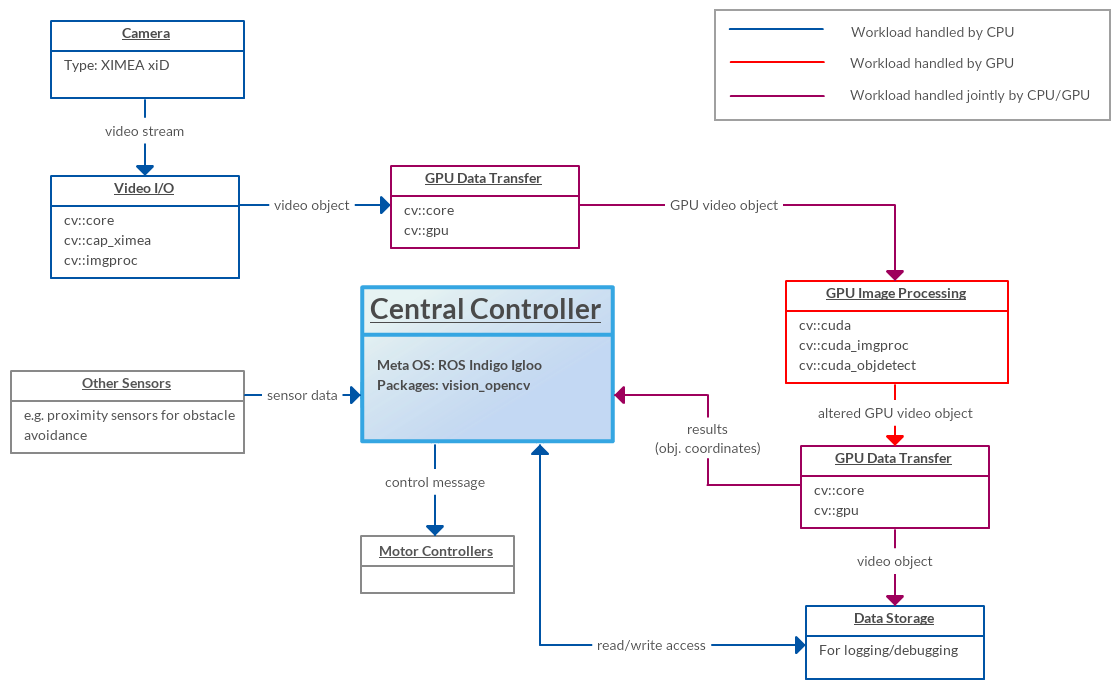 Camera
Type: XIMEA xiD
Workload handled by CPU
Workload handled by GPU
Workload handled jointly by CPU/GPU
video stream
Video I/O
cv::core
cv::cap_ximea
cv::imgproc
video object
GPU Data Transfer
cv::core
cv::gpu
GPU video object
GPU Image Processing
cv::cuda
cv::cuda_imgproc
cv::cuda_objdetect
Central Controller
Meta OS: ROS Indigo Igloo
Packages: vision_opencv
Other Sensors
e.g. proximity sensors for obstacle
avoidance
sensor data
results
(obj. coordinates)
altered GPU video object
GPU Data Transfer
cv::core
cv::gpu
control message
Motor Controllers
video object
Data Storage
For logging/debugging
read/write access